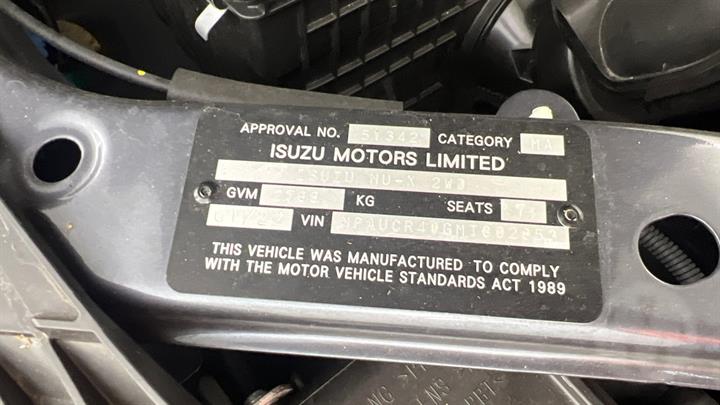 APPROVAL NO. 51342 CATEGORY MA
ISUZU MOTORS LIMITED
ISUZU MU-X 2WD
GVM KG SEATS 7
VIN
THIS VEHICLE WAS MANUFACTURED TO COMPLY
WITH THE MOTOR VEHICLE STANDARDS ACT 1989